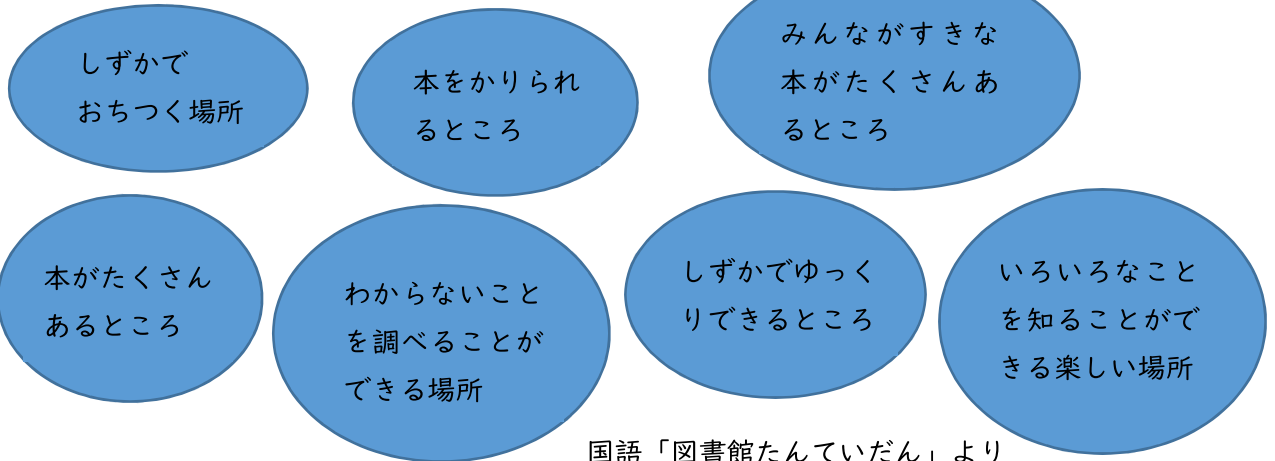 しずかで
おちつく場所
本をかりられ
るところ
みんながすきな
本がたくさんあ
るところ
本がたくさん
あるところ
わからないこと
を調べることが
できる場所
しずかでゆっく
りできるところ
いろいろなこと
を知ることがで
きる楽しい場所
国語「図書館たんていだん」より